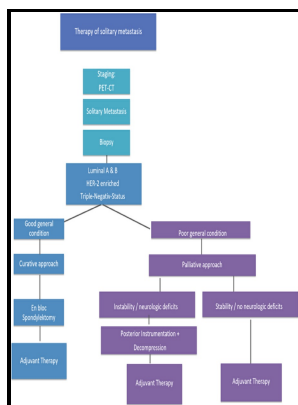 Therapy of solitary metastasis
Staging:
PET-CT
Solitary Metastasis
Biopsy
Luminal A & B
HER-2 enriched
Triple-Negativ-Status
Good general
condition
Poor general condition
Curative approach
Palliative approach
En bloc
Spondylektomy
Instability / neurologic deficits
Stability / no neurologic deficits
Posterior Instrumentation +
Decompression
Adjuvant Therapy
Adjuvant Therapy
Adjuvant Therapy